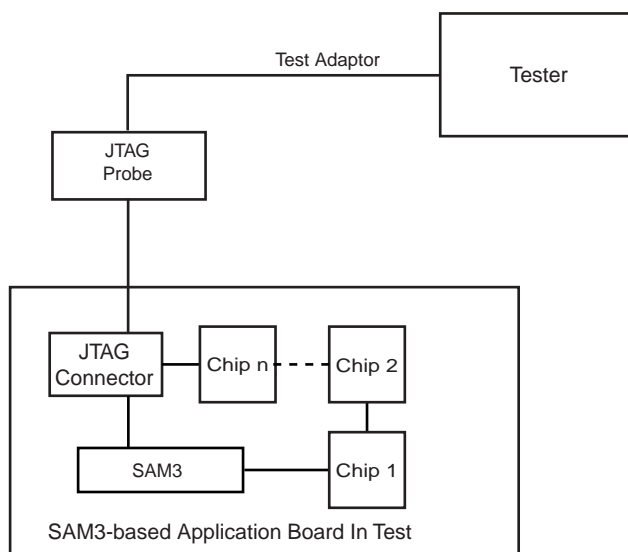 Test Adaptor
Tester
JTAG
Probe
JTAG
Connector
Chip n
Chip 2
SAM3
Chip 1
SAM3-based Application Board In Test